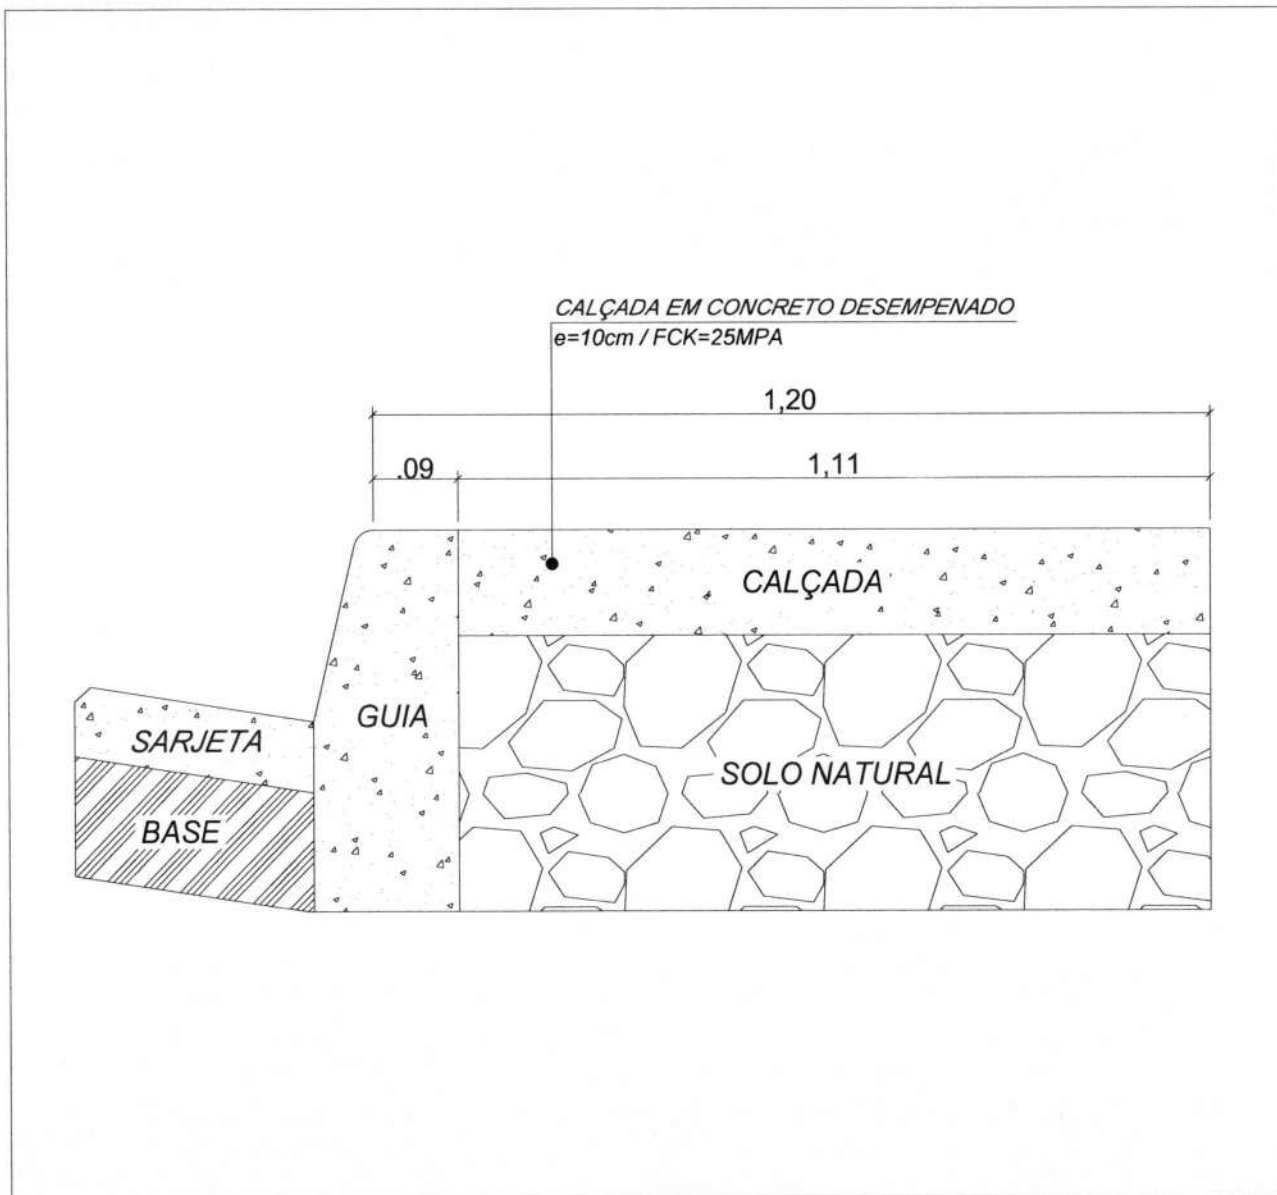 CALÇADA EM CONCRETO DESEMPENADO
e=10cm / FCK=25MPA
1,20
.09
1,11
CALÇADA
GUIA
SARJETA
SOLO NATURAL
BASE